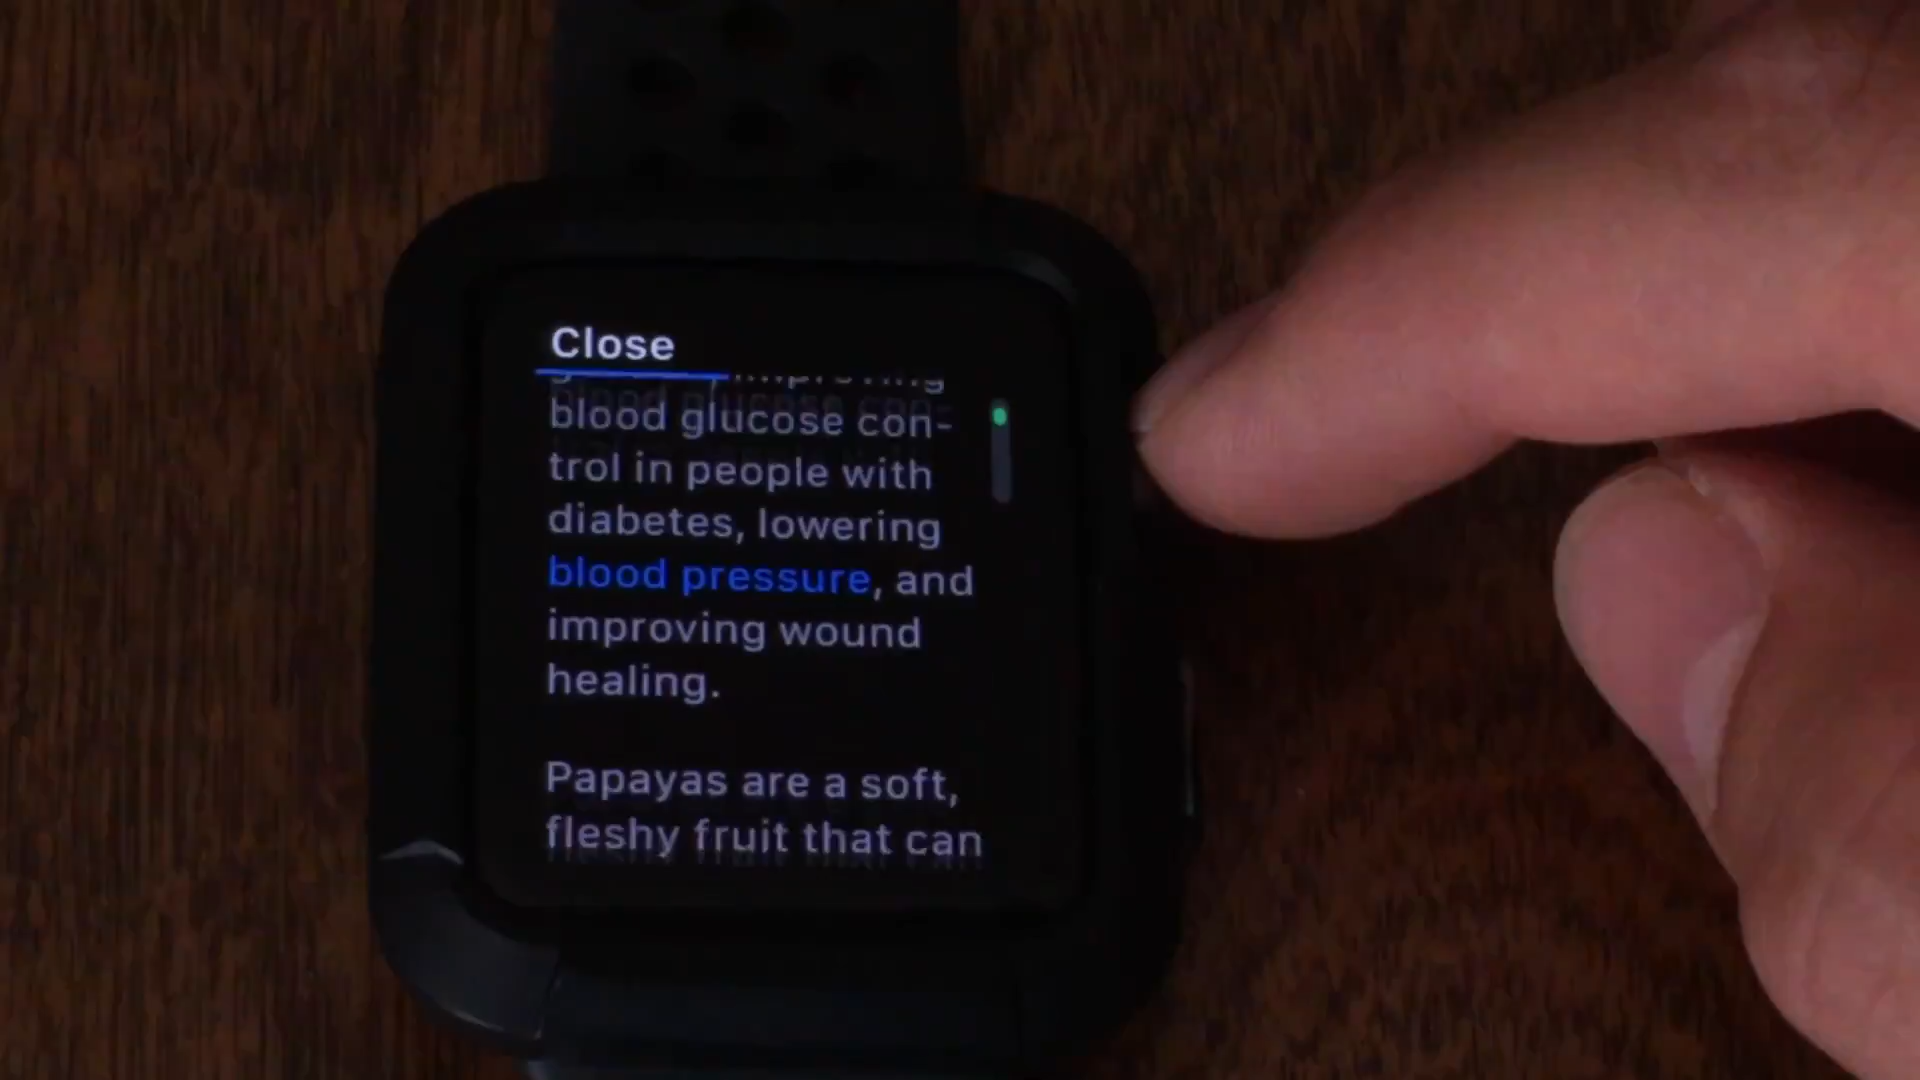 Close
blood glucose con-
trol in people with
diabetes, lowering
blood pressure, and
improving wound
healing.
Papayas are a soft,
fleshy fruit that can